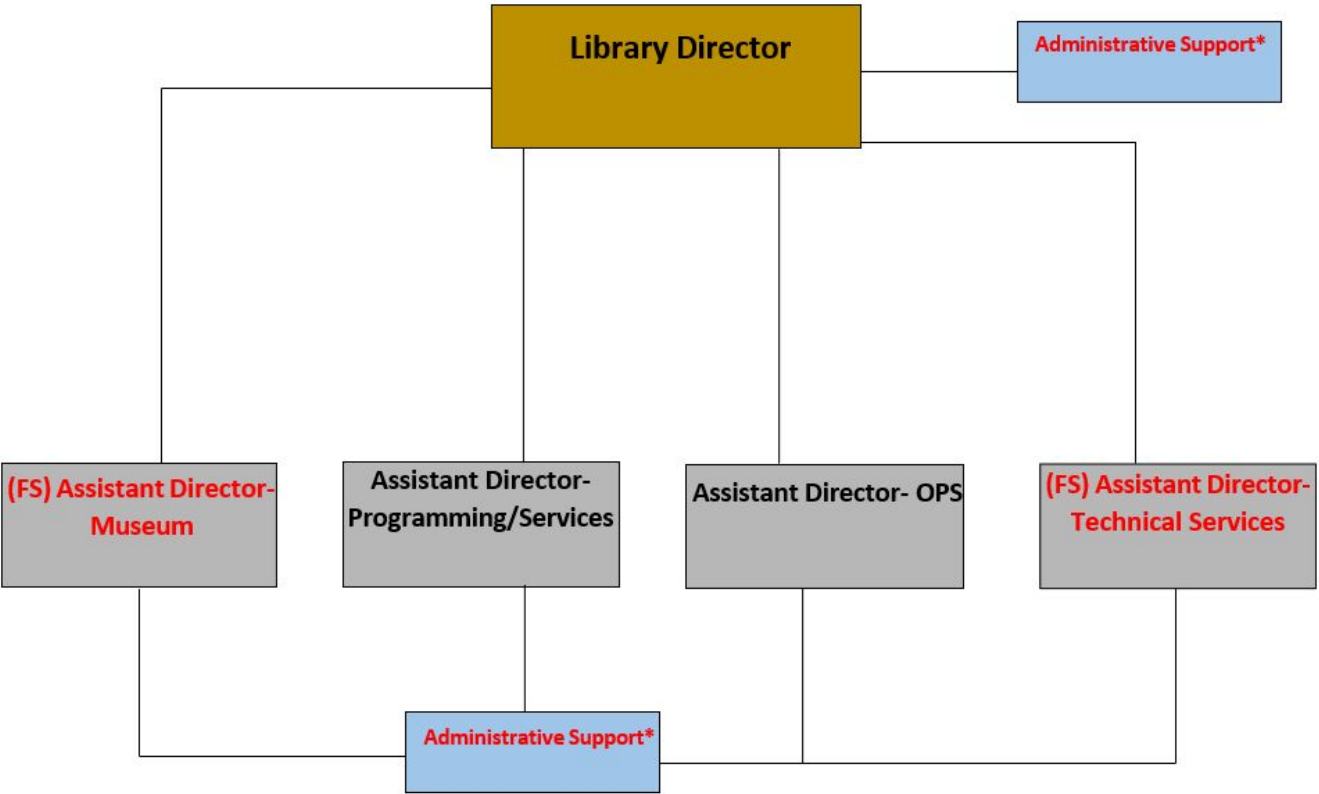 Library Director
Administrative Support*
(FS) Assistant Director-
Museum
Assistant Director-
Programming/Services
Assistant Director- OPS
(FS) Assistant Director-
Technical Services
Administrative Support*